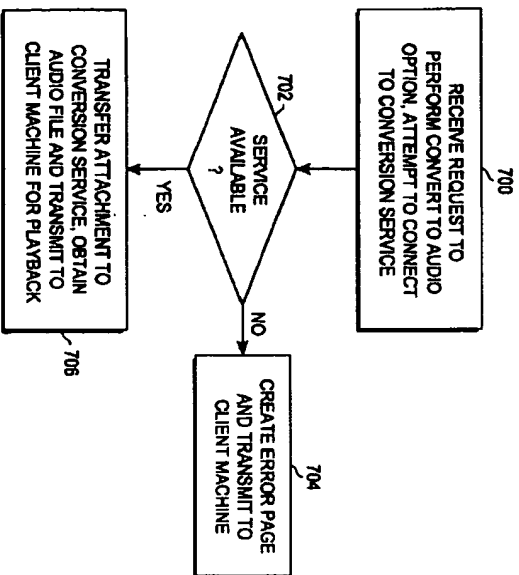 700
RECEIVE REQUEST TO
PERFORM CONVERT TO AUDIO
OPTION, ATTEMPT TO CONNECT
TO CONVERSION SERVICE
702
SERVICE
AVAILABLE
?
NO
YES
704
CREATE ERROR PAGE
AND TRANSMIT TO
CLIENT MACHINE
TRANSFER ATTACHMENT TO
CONVERSION SERVICE, OBTAIN
AUDIO FILE AND TRANSMIT TO
CLIENT MACHINE FOR PLAYBACK
706